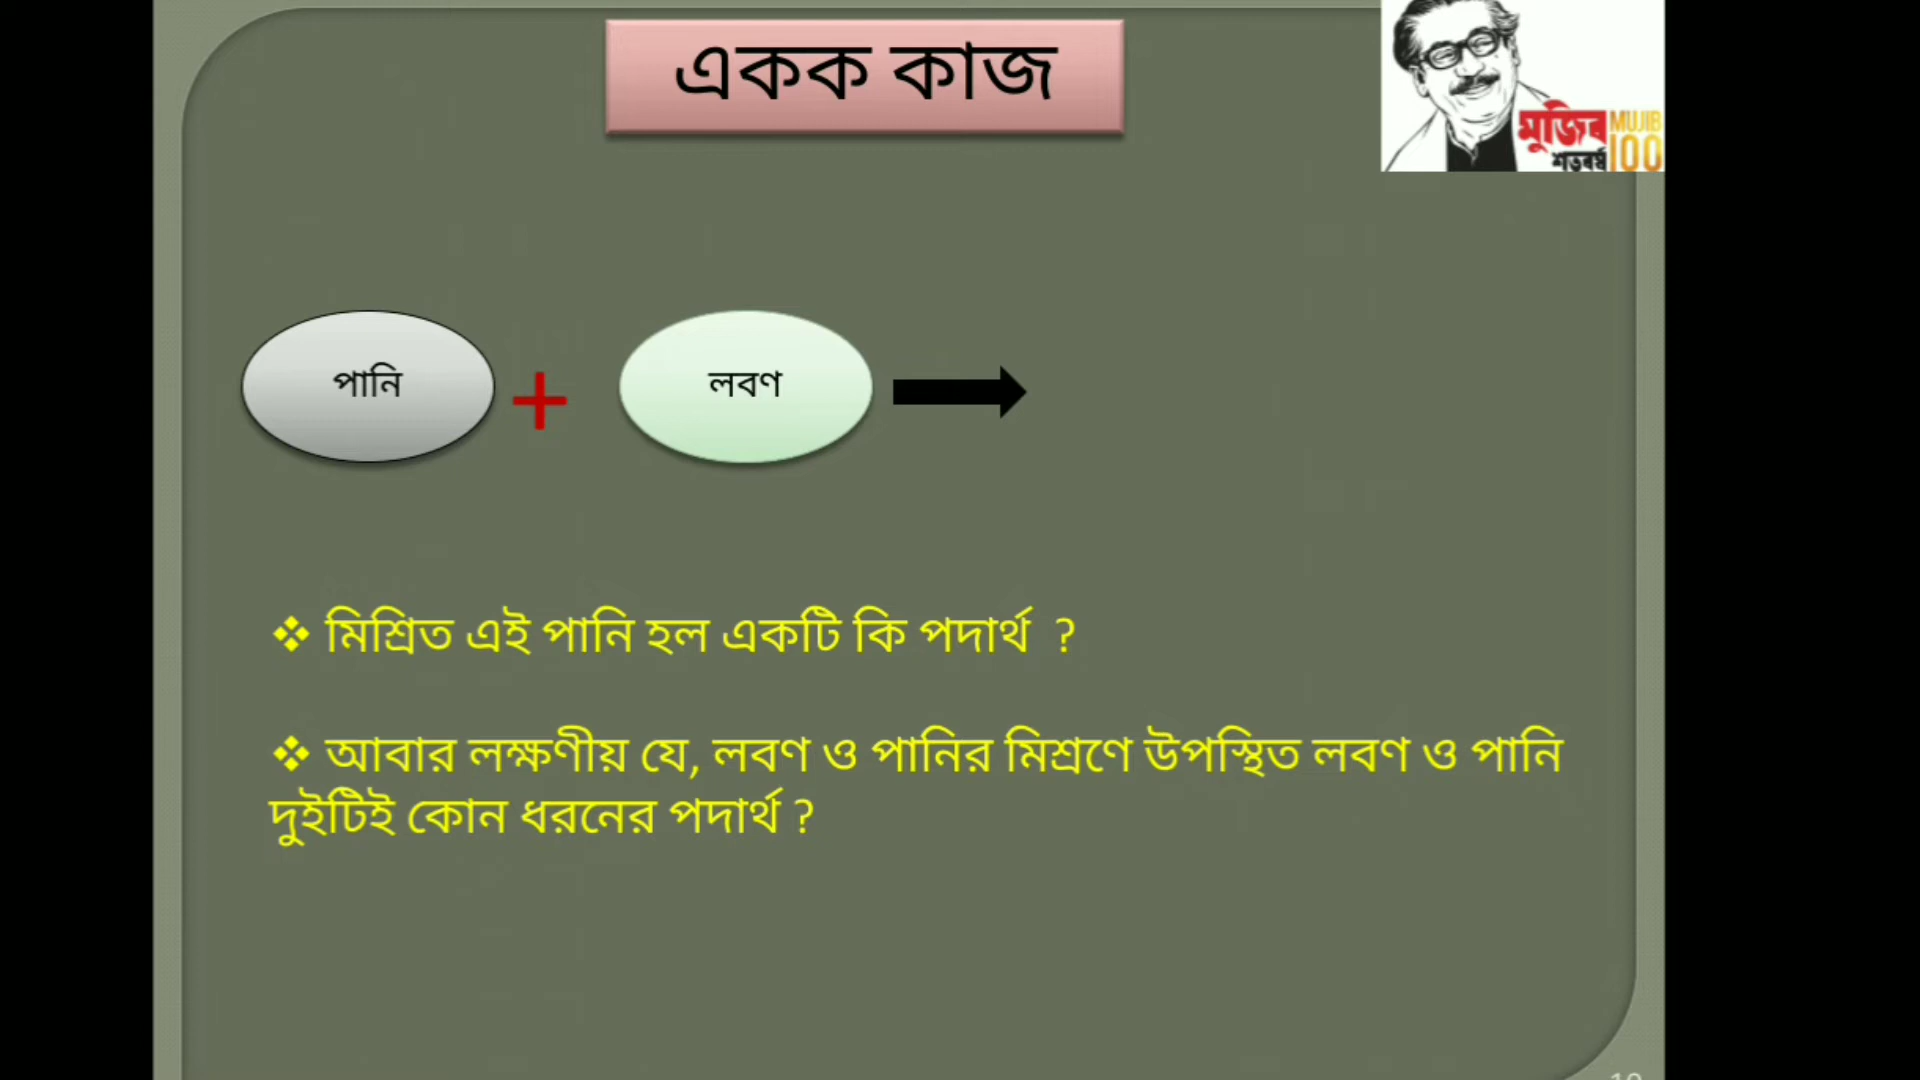 একক কাজ
মুজিব MUJIB
শতবর্ষ 100
পানি + লবণ
❖ মিশ্রিত এই পানি হল একটি কি পদার্থ ?
❖ আবার লক্ষণীয় যে, লবণ ও পানির মিশ্রণে উপস্থিত লবণ ও পানি
দুইটিই কোন ধরনের পদার্থ ?